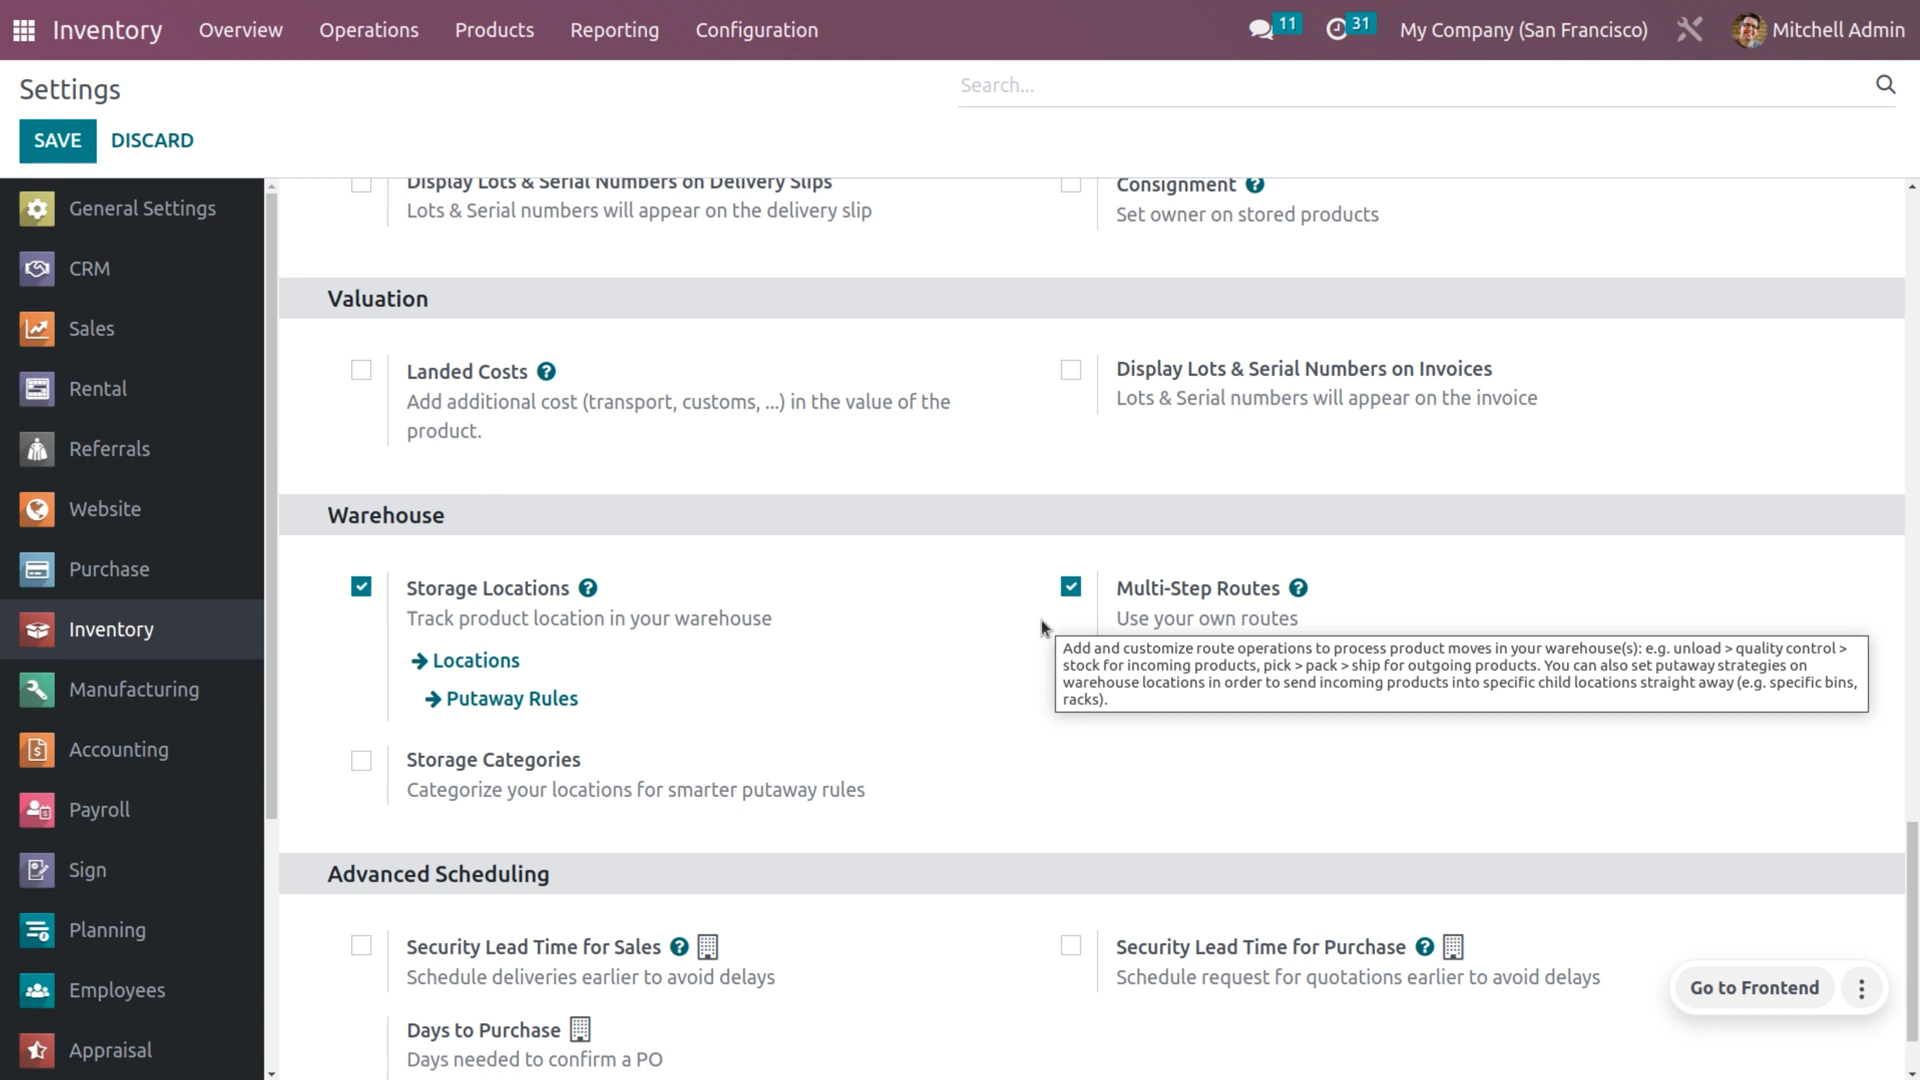 Inventory Overview Operations Products Reporting Configuration 11 31 My Company (San Francisco) Mitchell Admin
Settings
Search...
SAVE DISCARD
General Settings
CRM
Sales
Rental
Referrals
Website
Purchase
Inventory
Manufacturing
Accounting
Payroll
Sign
Planning
Employees
Appraisal
Display Lots & Serial Numbers on Delivery Slips
Lots & Serial numbers will appear on the delivery slip
Consignment ?
Set owner on stored products
Valuation
Landed Costs ?
Add additional cost (transport, customs, ...) in the value of the
product.
Display Lots & Serial Numbers on Invoices
Lots & Serial numbers will appear on the invoice
Warehouse
Storage Locations ?
Track product location in your warehouse
Locations
Putaway Rules
Multi-Step Routes ?
Use your own routes
Add and customize route operations to process product moves in your warehouse(s): e.g. unload > quality control >
stock for incoming products, pick > pack > ship for outgoing products. You can also set putaway strategies on
warehouse locations in order to send incoming products into specific child locations straight away (e.g. specific bins,
racks).
Storage Categories
Categorize your locations for smarter putaway rules
Advanced Scheduling
Security Lead Time for Sales ?
Schedule deliveries earlier to avoid delays
Security Lead Time for Purchase ?
Schedule request for quotations earlier to avoid delays
Days to Purchase
Days needed to confirm a PO
Go to Frontend